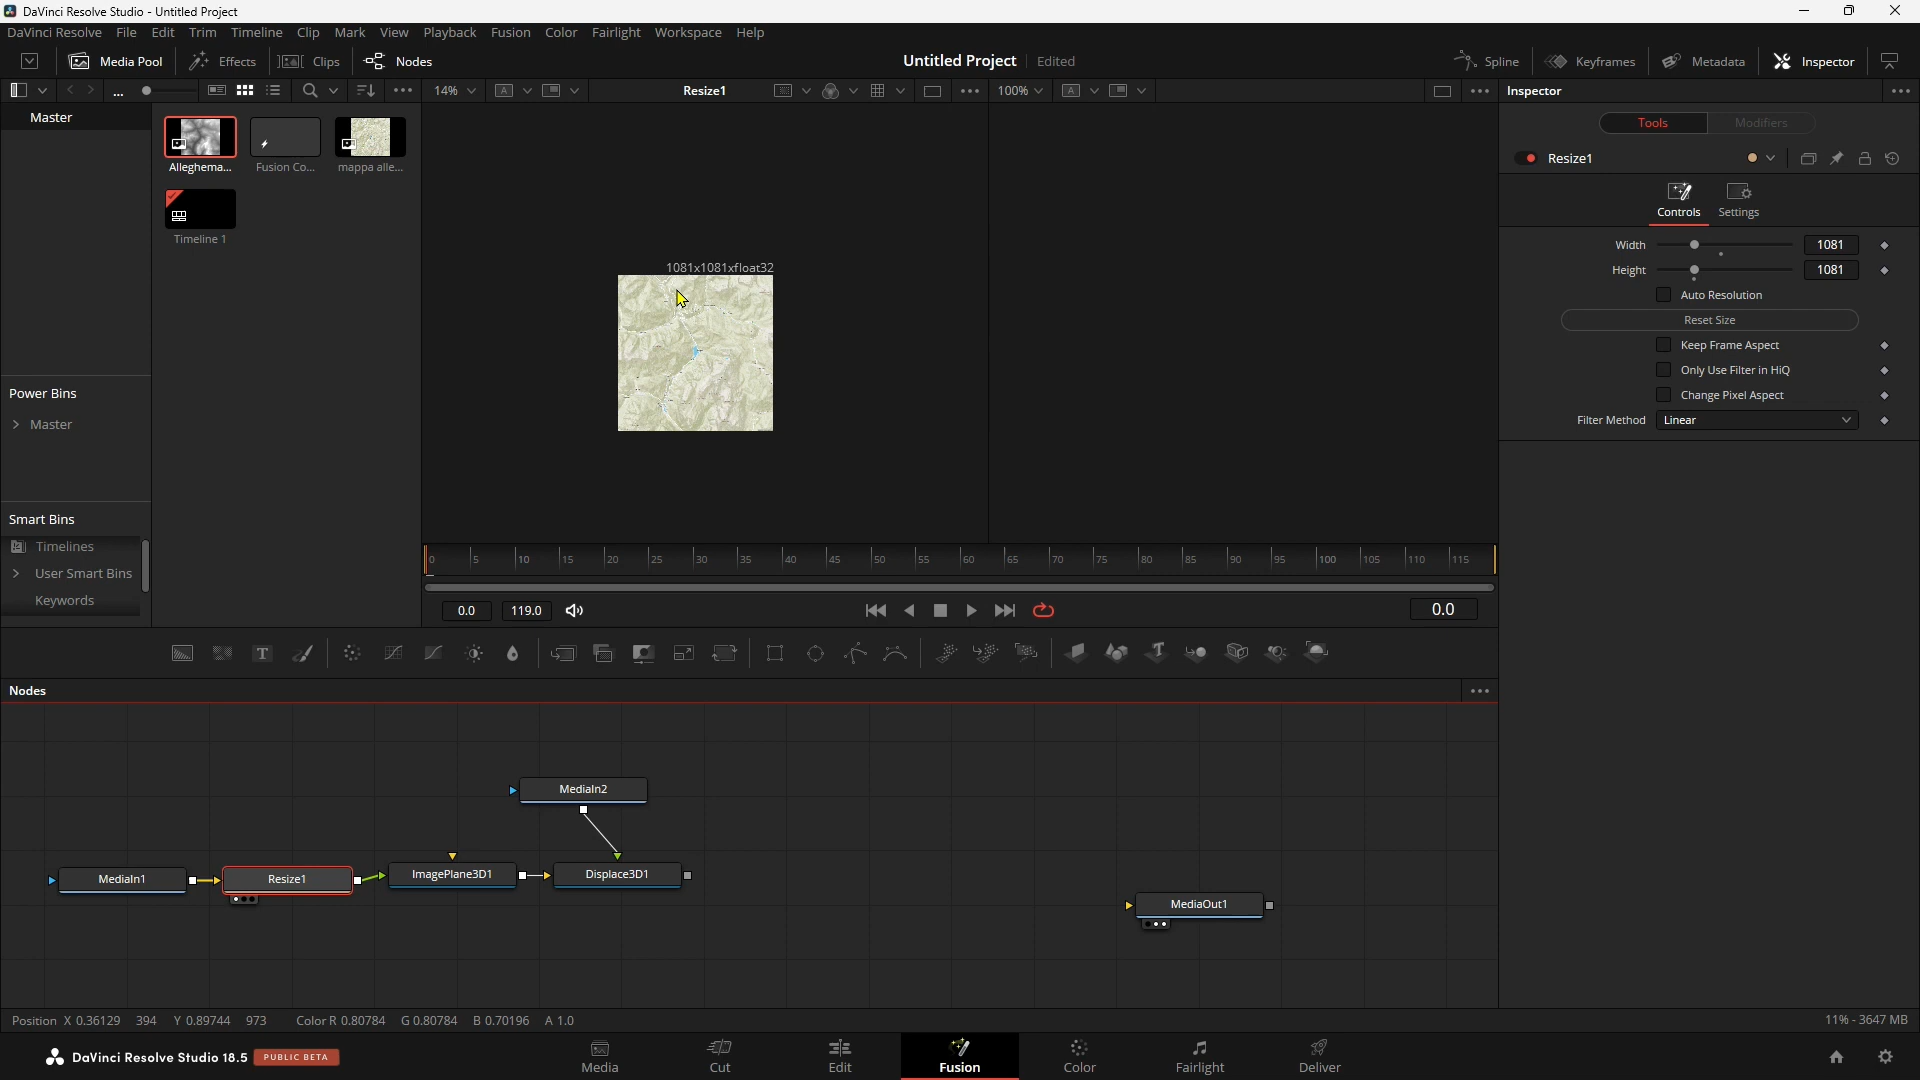 DaVinci Resolve Studio - Untitled Project
DaVinci Resolve File Edit Trim Timeline Clip Mark View Playback Fusion Color Fairlight Workspace Help
Media Pool Effects Clips Nodes Untitled Project Edited Spline Keyframes Metadata Inspector
... 14% A Resize1 100% A Inspector
Master
Alleghema... Fusion Co... mappa alle...
Timeline 1
Power Bins
Master
Smart Bins
Timelines
User Smart Bins
Keywords
1081x1081xfloat32
Tools Modifiers
Resize1
Controls Settings
Width 1081
Height 1081
Auto Resolution
Reset Size
Keep Frame Aspect
Only Use Filter in HiQ
Change Pixel Aspect
Filter Method Linear
0 5 10 15 20 25 30 35 40 45 50 55 60 65 70 75 80 85 90 95 100 105 110 115
0.0 119.0 0.0
T T
Nodes
MediaIn2
MediaIn1 Resize1 ImagePlane3D1 Displace3D1
MediaOut1
Position X 0.36129 394 Y 0.89744 973 Color R 0.80784 G 0.80784 B 0.70196 A 1.0 11% - 3647 MB
DaVinci Resolve Studio 18.5 PUBLIC BETA
Media Cut Edit Fusion Color Fairlight Deliver